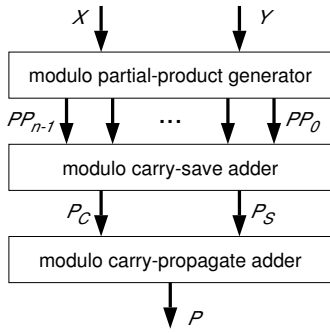 X Y
modulo partial-product generator
PPn-1 ... PP0
modulo carry-save adder
PC PS
modulo carry-propagate adder
P